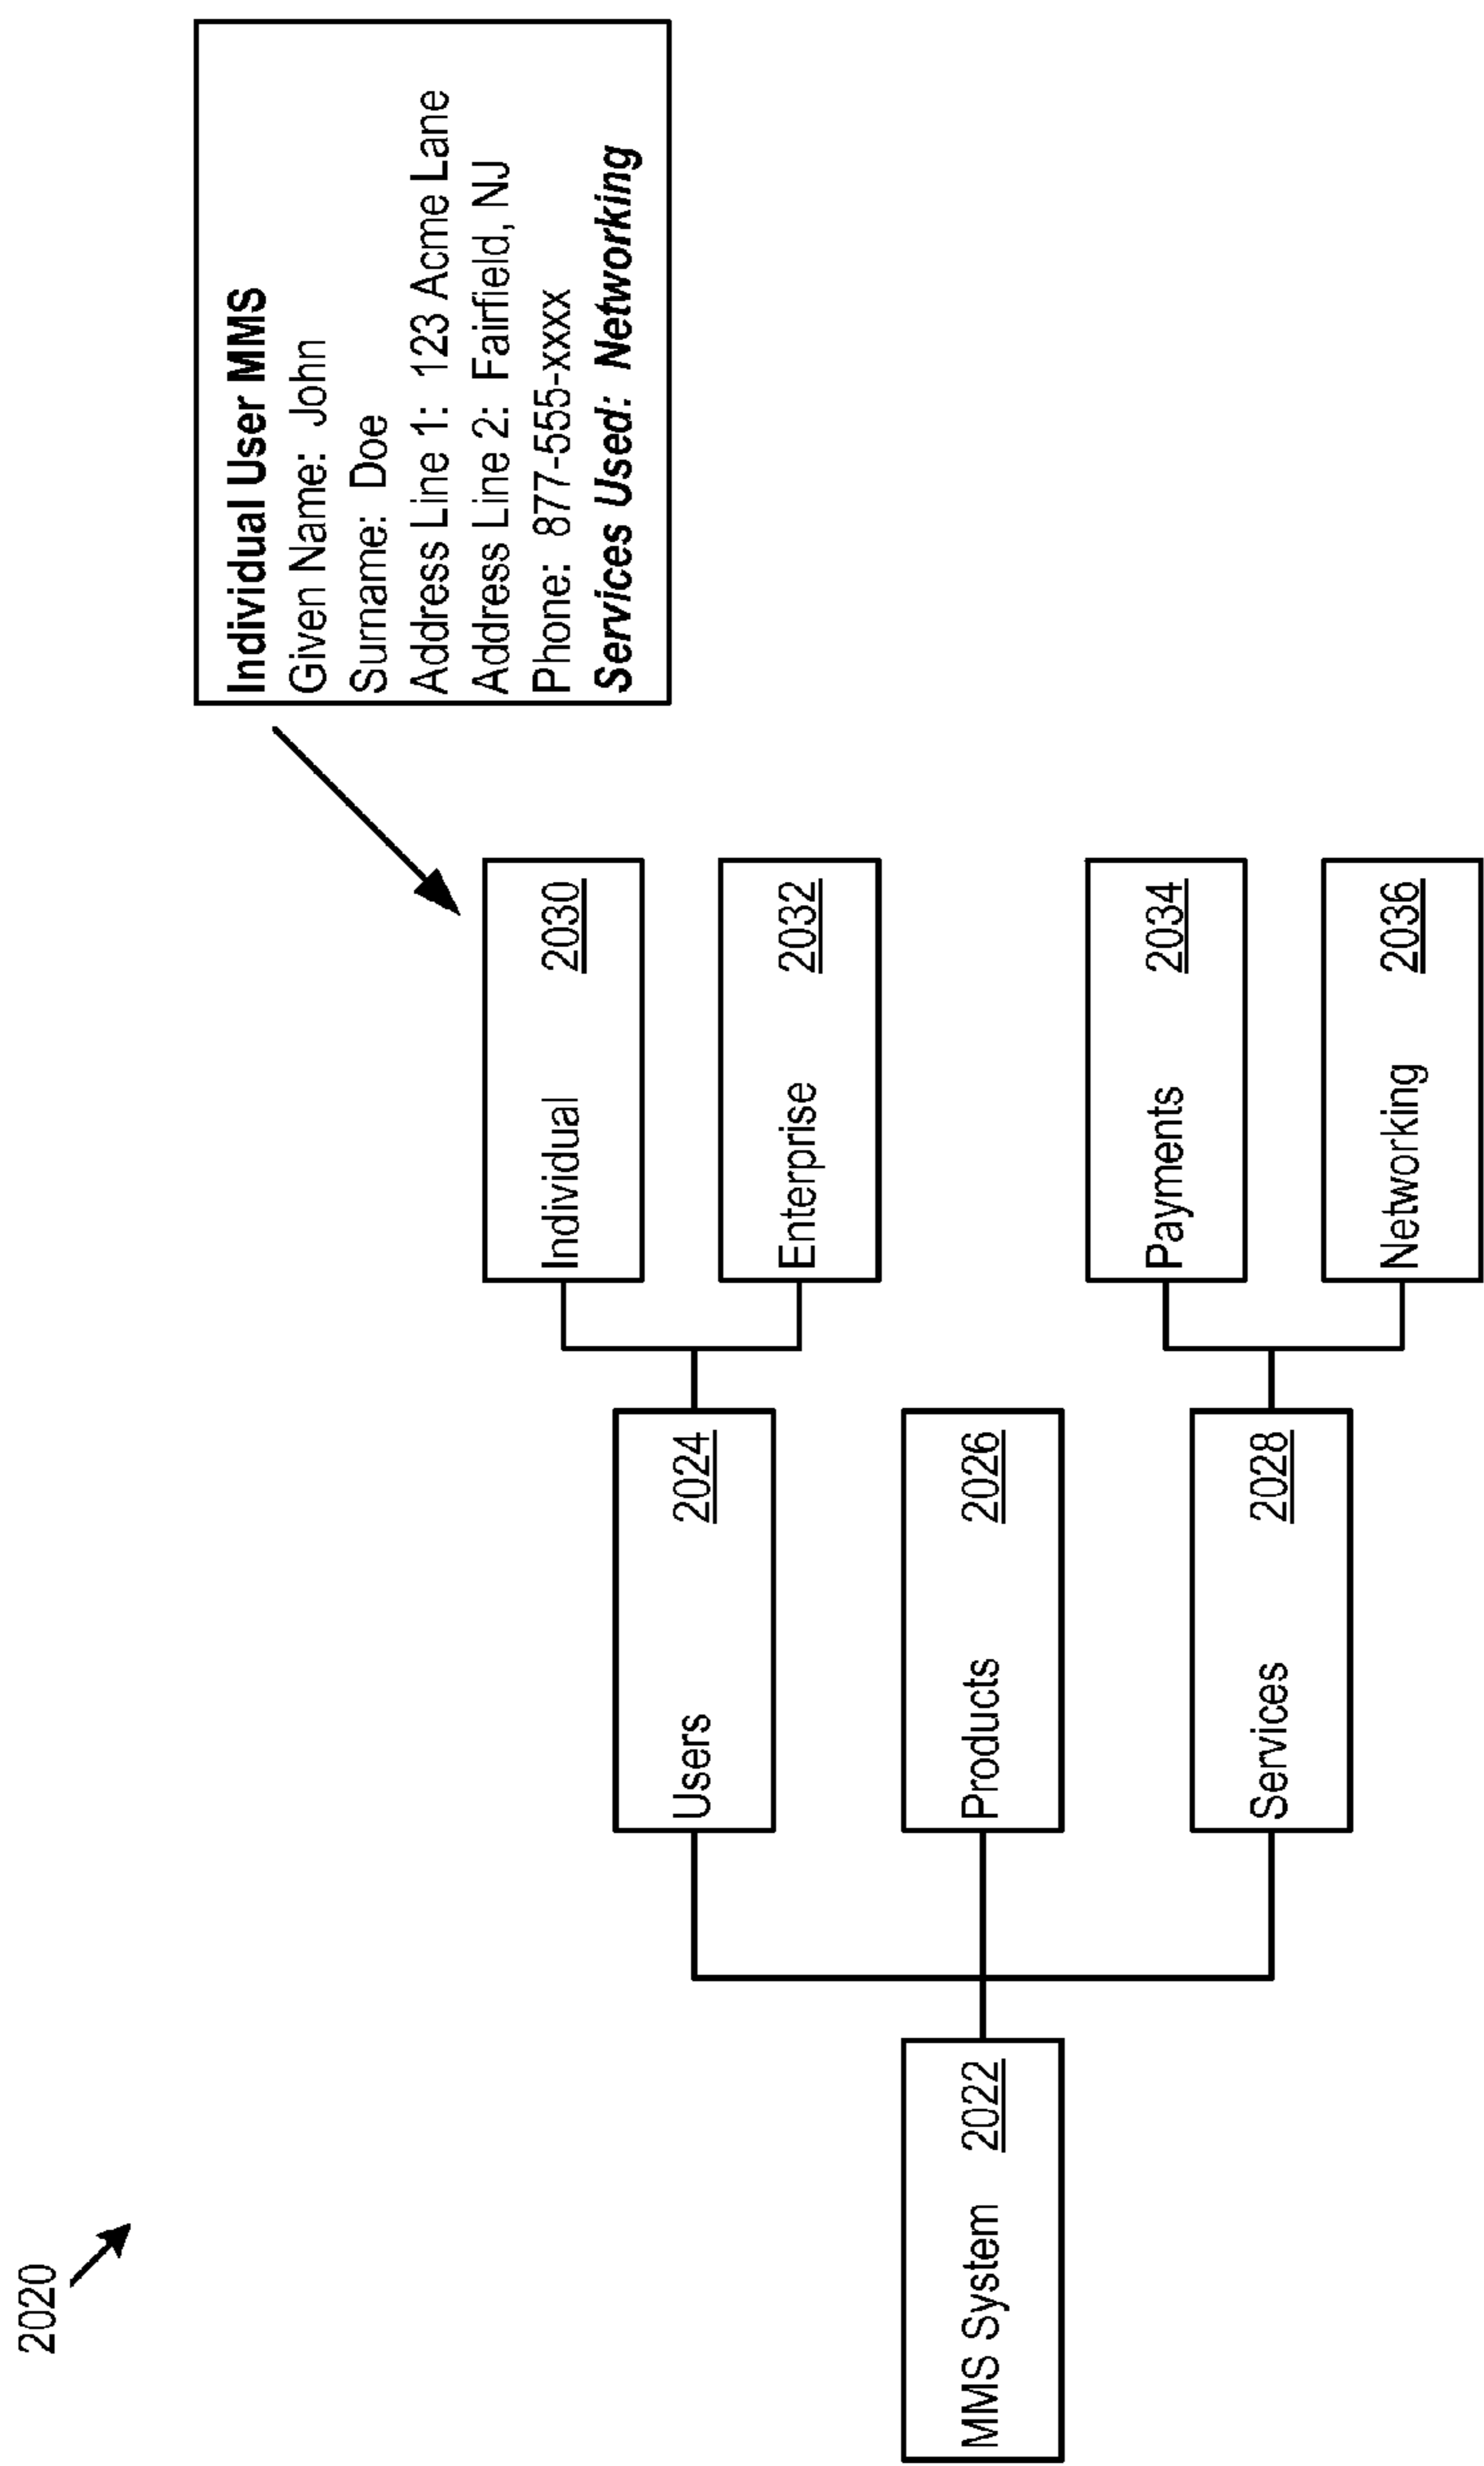 2020
MMS System 2022
Users 2024
Products 2026
Services 2028
Individual 2030
Enterprise 2032
Payments 2034
Networking 2036
Individual User MMS
Given Name: John
Surname: Doe
Address Line 1: 123 Acme Lane
Address Line 2: Fairfield, NJ
Phone: 877-555-xxxx
Services Used: Networking